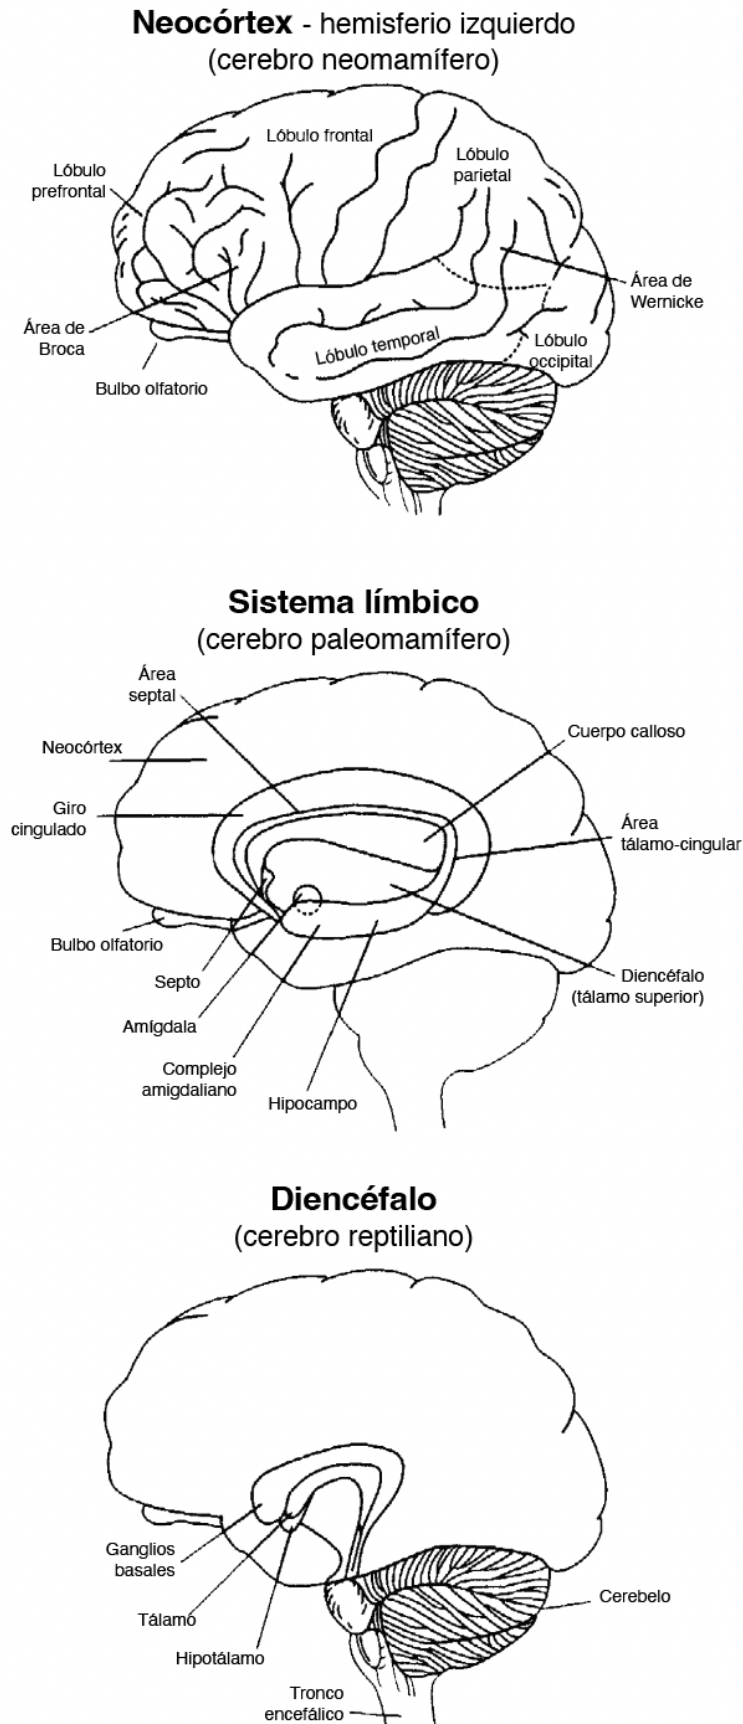 Neocórtex - hemisferio izquierdo
(cerebro neomamífero)
Lóbulo frontal
Lóbulo
parietal
Lóbulo
prefrontal
Área de
Wernicke
Área de
Broca
Lóbulo temporal
Lóbulo
occipital
Bulbo olfatorio
Sistema límbico
(cerebro paleomamífero)
Área
septal
Cuerpo calloso
Neocórtex
Giro
cingulado
Área
tálamo-cingular
Bulbo olfatorio
Septo
Diencéfalo
(tálamo superior)
Amígdala
Complejo
amigdaliano
Hipocampo
Diencéfalo
(cerebro reptiliano)
Ganglios
basales
Cerebelo
Tálamo
Hipotálamo
Tronco
encefálico